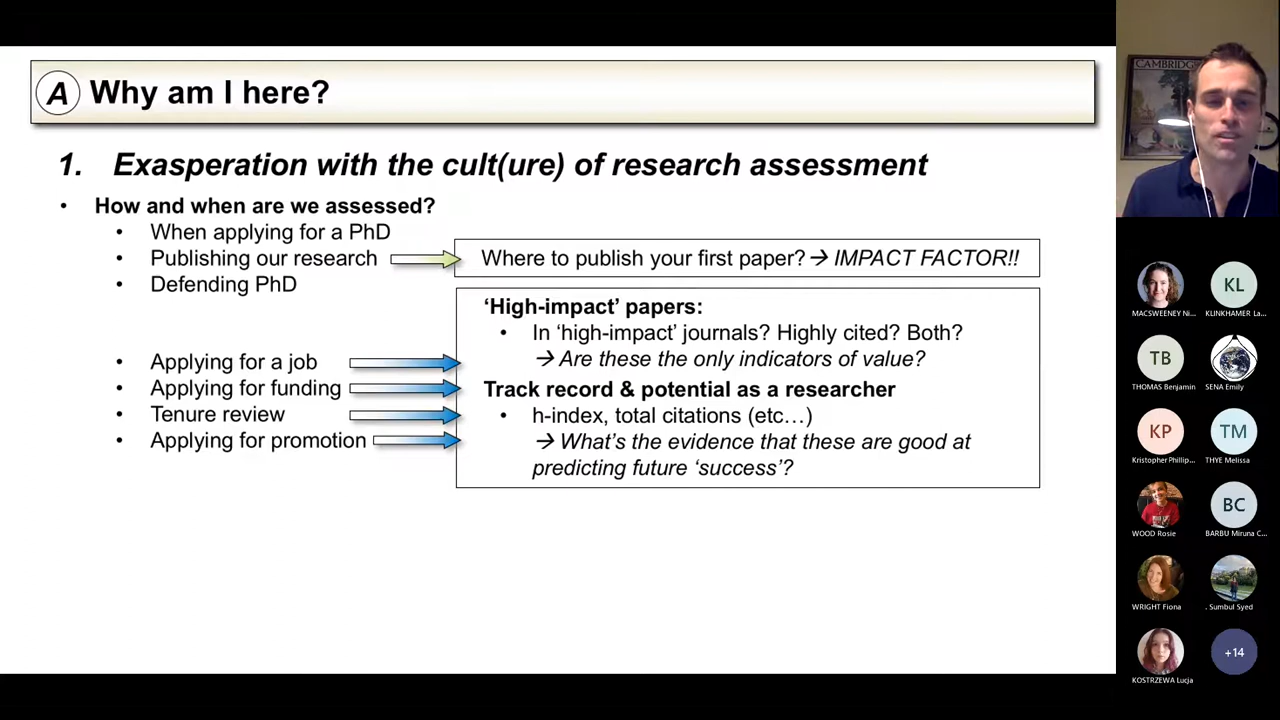 A Why am I here?
1. Exasperation with the cult(ure) of research assessment
• How and when are we assessed?
• When applying for a PhD
• Publishing our research
Where to publish your first paper? → IMPACT FACTOR!!
• Defending PhD
• Applying for a job
• Applying for funding
• Tenure review
• Applying for promotion
‘High-impact’ papers:
• In ‘high-impact’ journals? Highly cited? Both?
→ Are these the only indicators of value?
Track record & potential as a researcher
• h-index, total citations (etc…)
→ What’s the evidence that these are good at
predicting future ‘success’?
CAMBRIDG
MACSWEENEY Ni...
KL
KLINKHAMER La...
TB
THOMAS Benjamin
SENA Emily
KP
Kristopher Phillip...
TM
THYE Melissa
WOOD Rosie
BC
BARBU Miruna C...
WRIGHT Fiona
. Sumbul Syed
KOSTRZEWA Lucja
+14